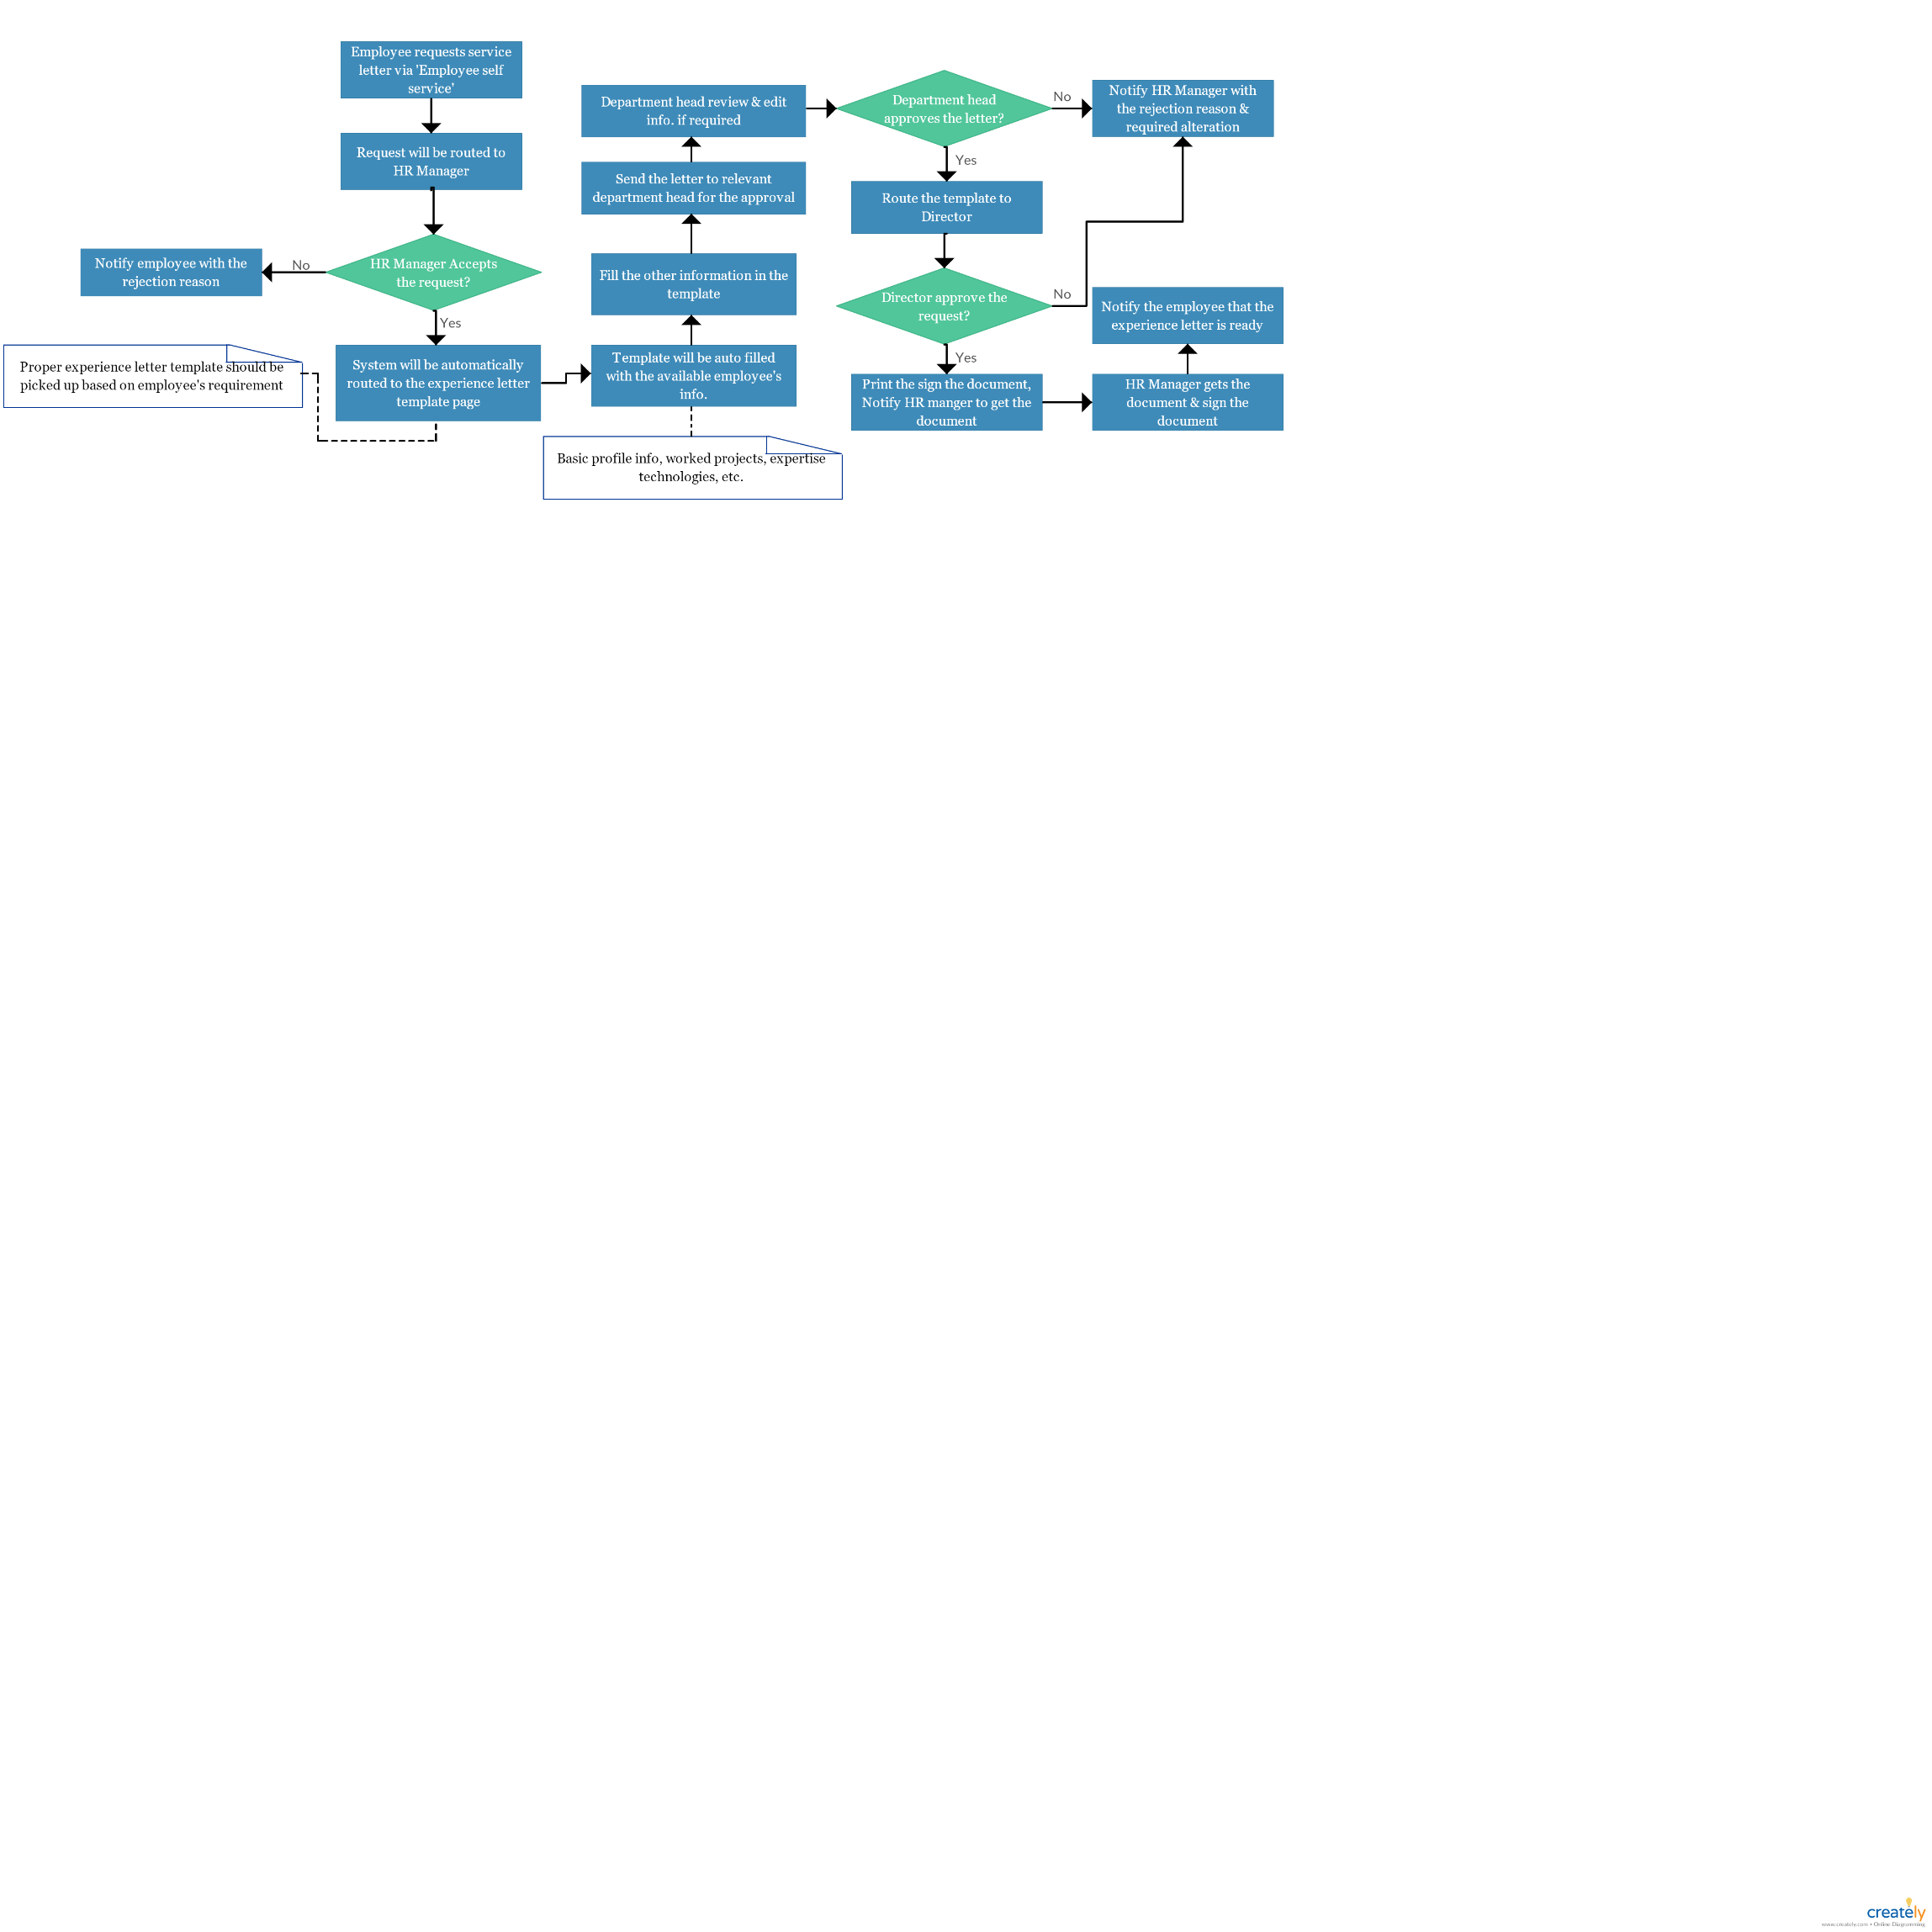 Employee requests service
letter via 'Employee self
service'
Request will be routed to
HR Manager
HR Manager Accepts
the request?
No
Notify employee with the
rejection reason
Yes
System will be automatically
routed to the experience letter
template page
Proper experience letter template should be
picked up based on employee's requirement
Template will be auto filled
with the available employee's
info.
Basic profile info, worked projects, expertise
technologies, etc.
Fill the other information in the
template
Send the letter to relevant
department head for the approval
Department head review & edit
info. if required
Department head
approves the letter?
No
Notify HR Manager with
the rejection reason &
required alteration
Yes
Route the template to
Director
Director approve the
request?
No
Yes
Print the sign the document,
Notify HR manger to get the
document
HR Manager gets the
document & sign the
document
Notify the employee that the
experience letter is ready
creately
www.creately.com • Online Diagramming